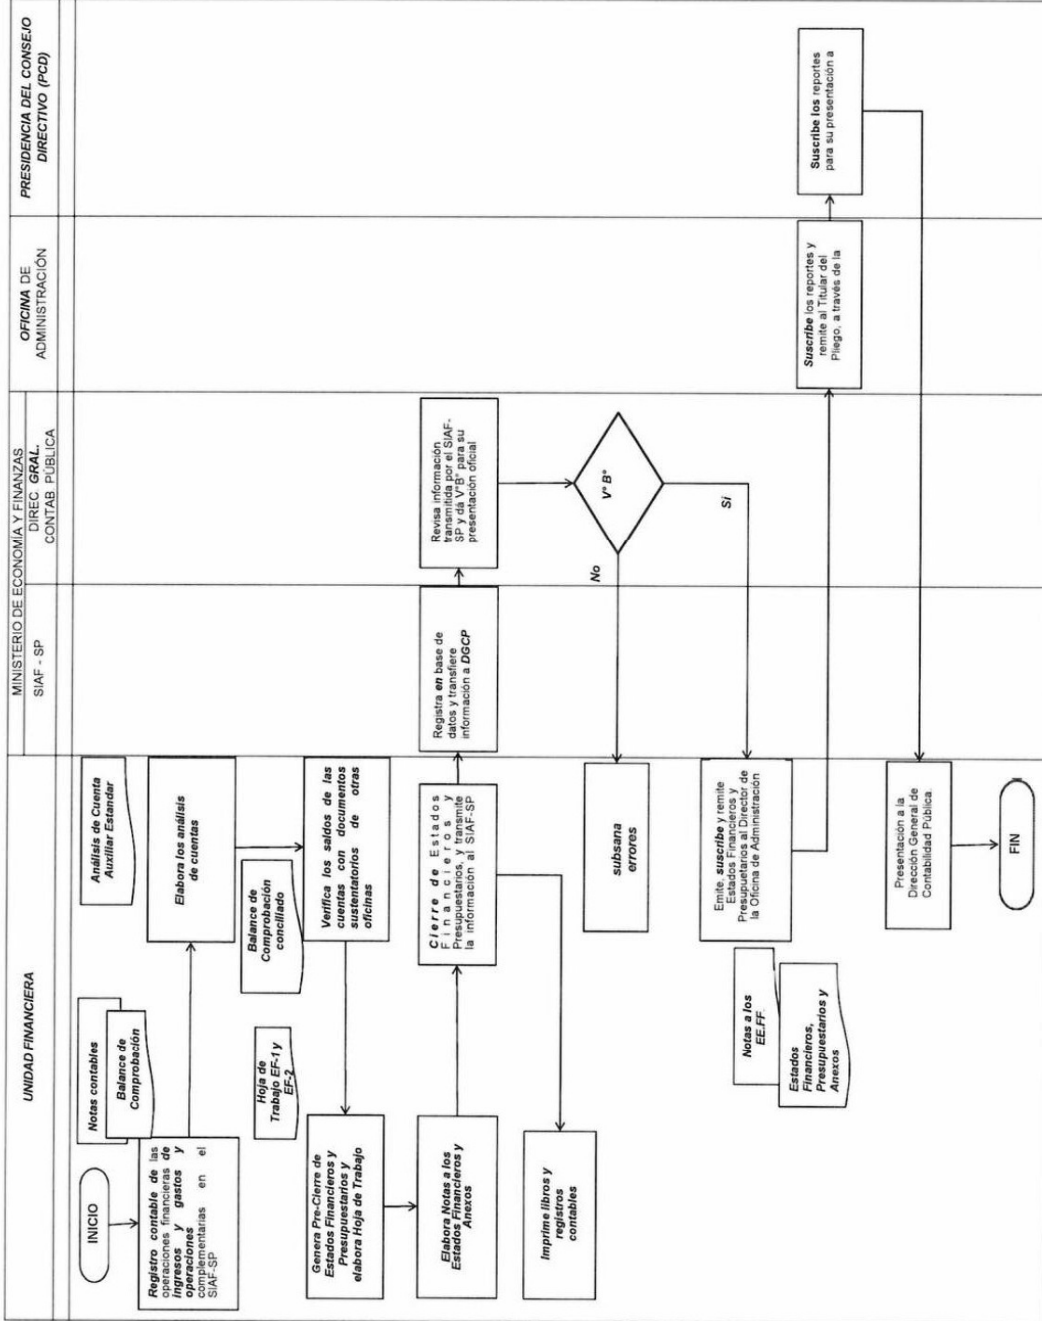 UNIDAD FINANCIERA
MINISTERIO DE ECONOMÍA Y FINANZAS
SIAF - SP
DIREC GRAL.
CONTAB PÚBLICA
OFICINA DE
ADMINISTRACIÓN
PRESIDENCIA DEL CONSEJO
DIRECTIVO (PCD)
INICIO
Notas contables
Balance de
Comprobación
Análisis de Cuenta
Auxiliar Estandar
Registro contable de las
operaciones financieras de
ingresos y gastos y
operaciones
complementarias en el
SIAF-SP
Elabora los análisis
de cuentas
Balance de
Comprobación
conciliado
Hoja de
Trabajo EF-1 y
EF-2
Verifica los saldos de las
cuentas con documentos
sustentatorios de otras
oficinas
Genera Pre-Cierre de
Estados Financieros y
Presupuestarios y
elabora Hoja de Trabajo
Elabora Notas a los
Estados Financieros y
Anexos
Cierre de Estados
Financieros y
Presupuestarios, y transmite
la información al SIAF-SP
Registra en base de
datos y transfiere
información a DGCP
Revisa información
transmitida por el SIAF-
SP y dá V°B° para su
presentación oficial
Imprime libros y
registros
contables
V° B°
No
Si
subsana
errores
Emite, suscribe y remite
Estados Financieros y
Presupuetarios al Director de
la Oficina de Administración
Notas a los
EE.FF.
Estados
Financieros,
Presupuestarios y
Anexos
Suscribe los reportes y
remite al Titular del
Pliego, a través de la
Suscribe los reportes
para su presentación a
Presentación a la
Dirección General de
Contabilidad Pública.
FIN